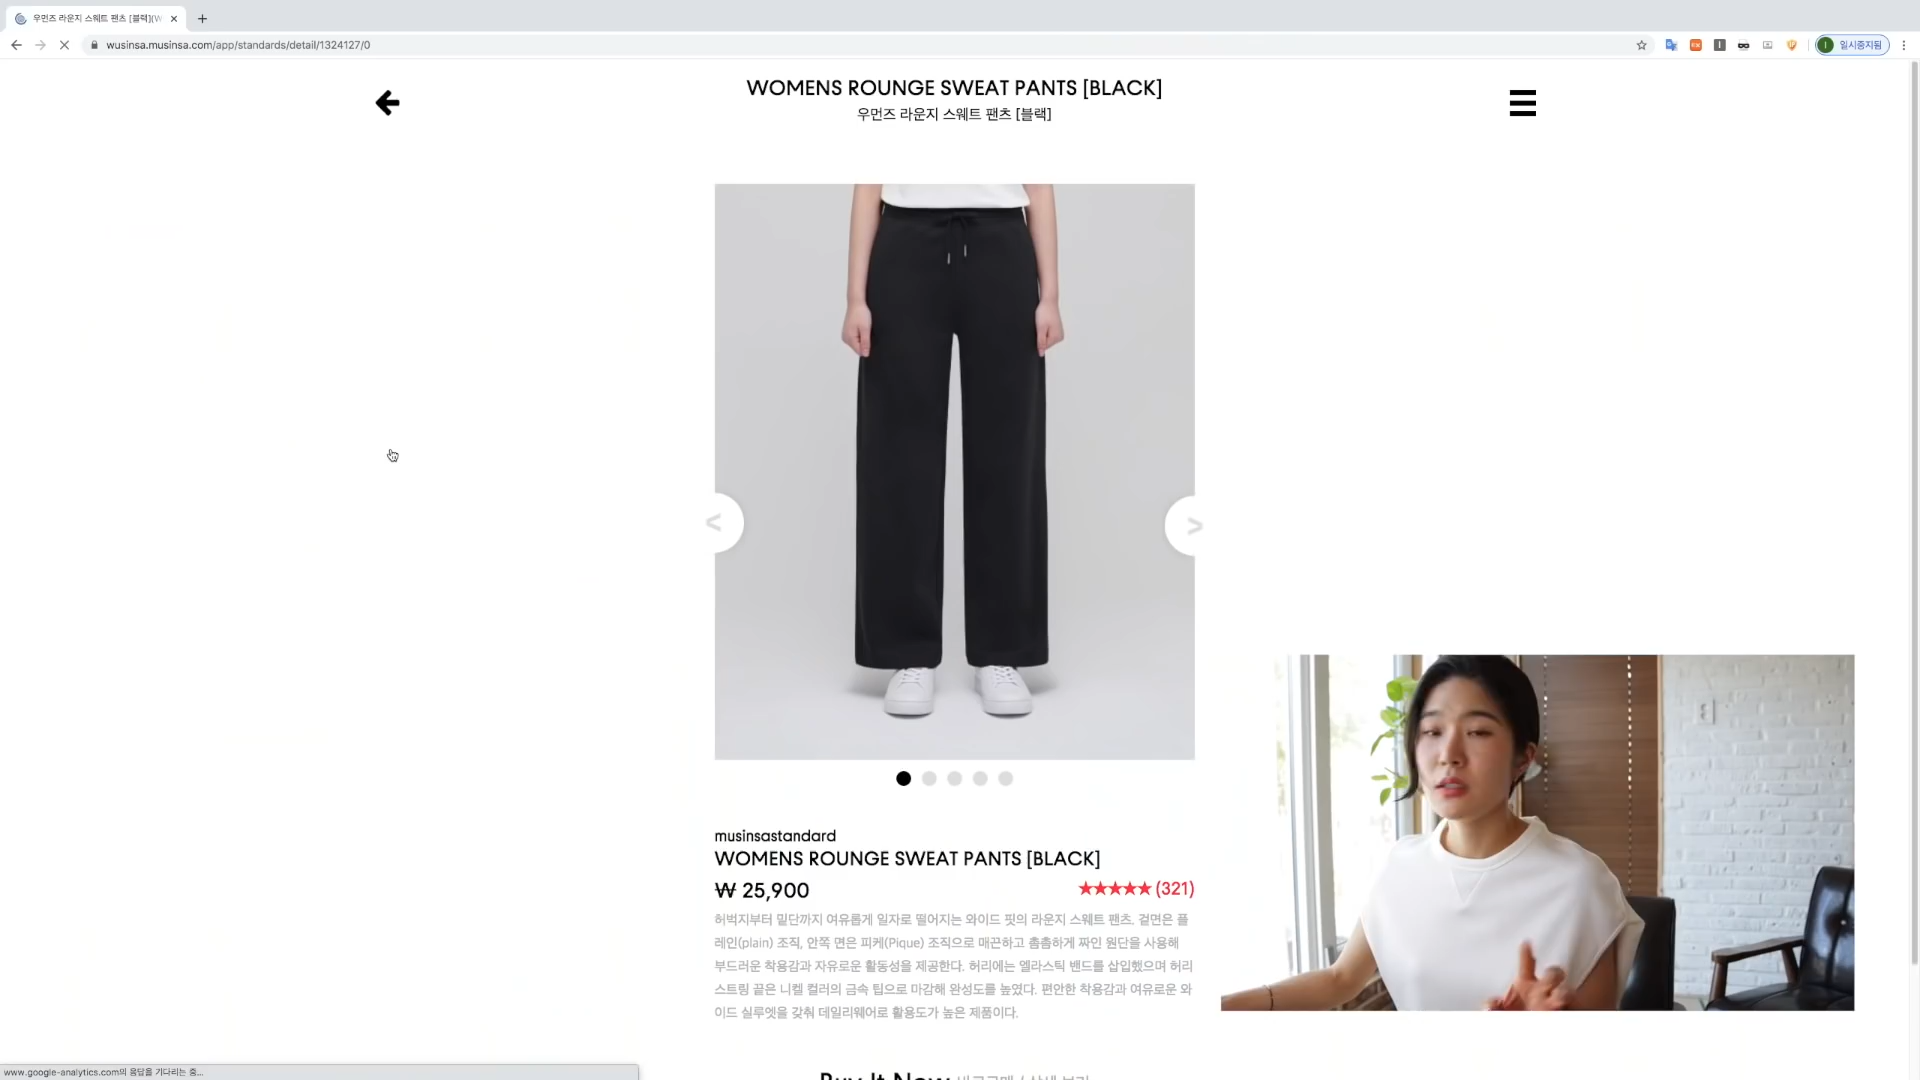 우먼즈 라운지 스웨트 팬츠 [블랙](W
wusinsa.musinsa.com/app/standards/detail/1324127/0
일시중지됨
WOMENS ROUNGE SWEAT PANTS [BLACK]
우먼즈 라운지 스웨트 팬츠 [블랙]
< >
musinsastandard
WOMENS ROUNGE SWEAT PANTS [BLACK]
₩ 25,900
★★★★★ (321)
허벅지부터 밑단까지 여유롭게 일자로 떨어지는 와이드 핏의 라운지 스웨트 팬츠. 겉면은 플
레인(plain) 조직, 안쪽 면은 피케(Pique) 조직으로 매끈하고 촘촘하게 짜인 원단을 사용해
부드러운 착용감과 자유로운 활동성을 제공한다. 허리에는 엘라스틱 밴드를 삽입했으며 허리
스트링 끝은 니켈 컬러의 금속 팁으로 마감해 완성도를 높였다. 편안한 착용감과 여유로운 와
이드 실루엣을 갖춰 데일리웨어로 활용도가 높은 제품이다.
Buy It Now
www.google-analytics.com의 응답을 기다리는 중...